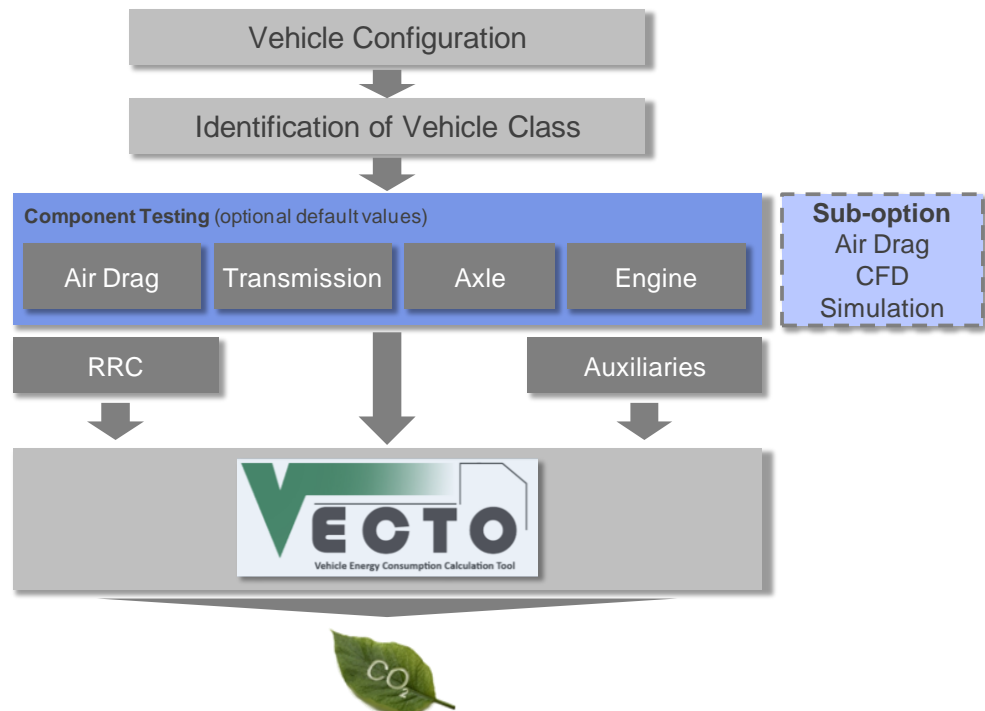 Vehicle Configuration
Identification of Vehicle Class
Component Testing (optional default values)
Air Drag
Transmission
Axle
Engine
Sub-option
Air Drag
CFD
Simulation
RRC
Auxiliaries
VECTO
Vehicle Energy Consumption Calculation Tool
CO2